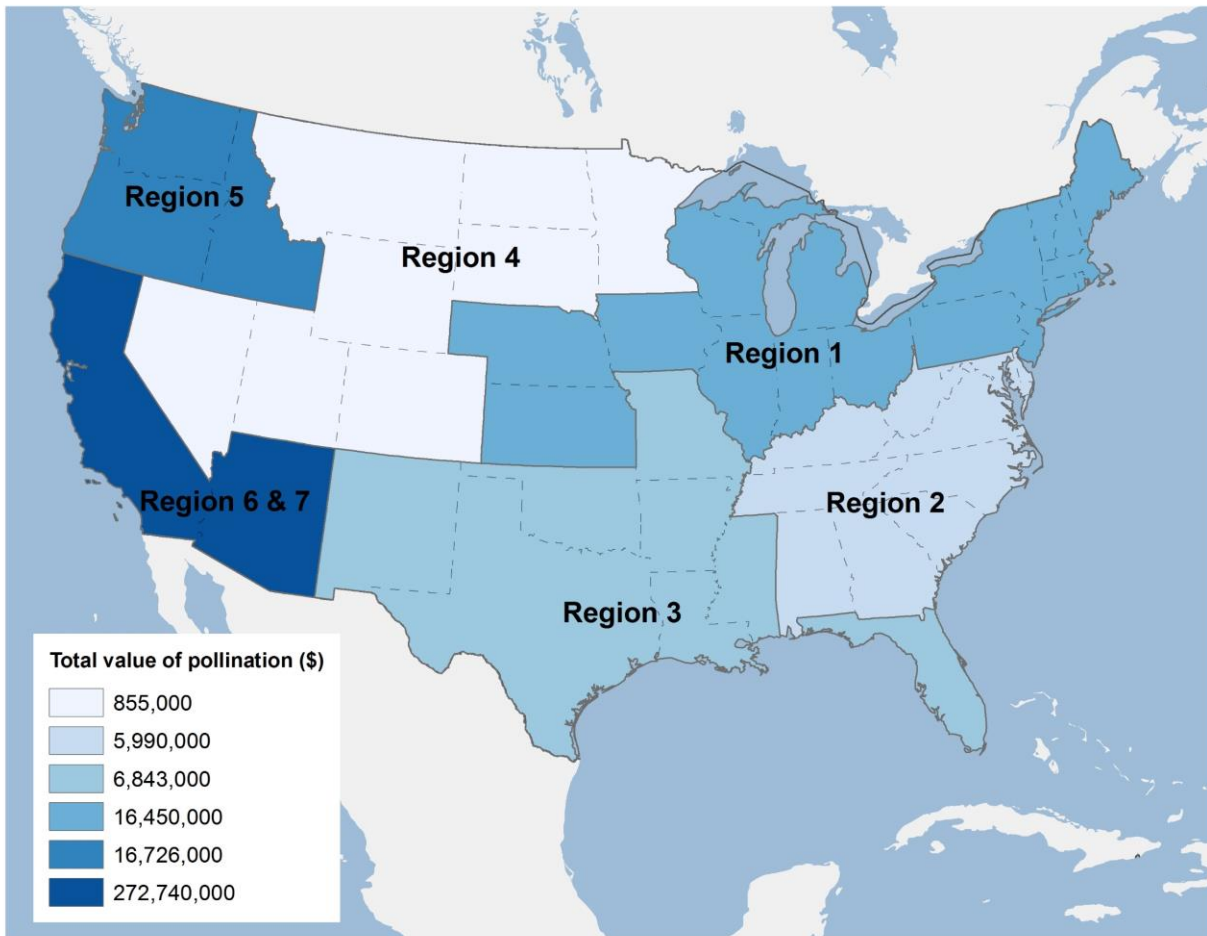 Region 5
Region 4
Region 1
Region 6 & 7
Region 2
Region 3
Total value of pollination ($)
855,000
5,990,000
6,843,000
16,450,000
16,726,000
272,740,000